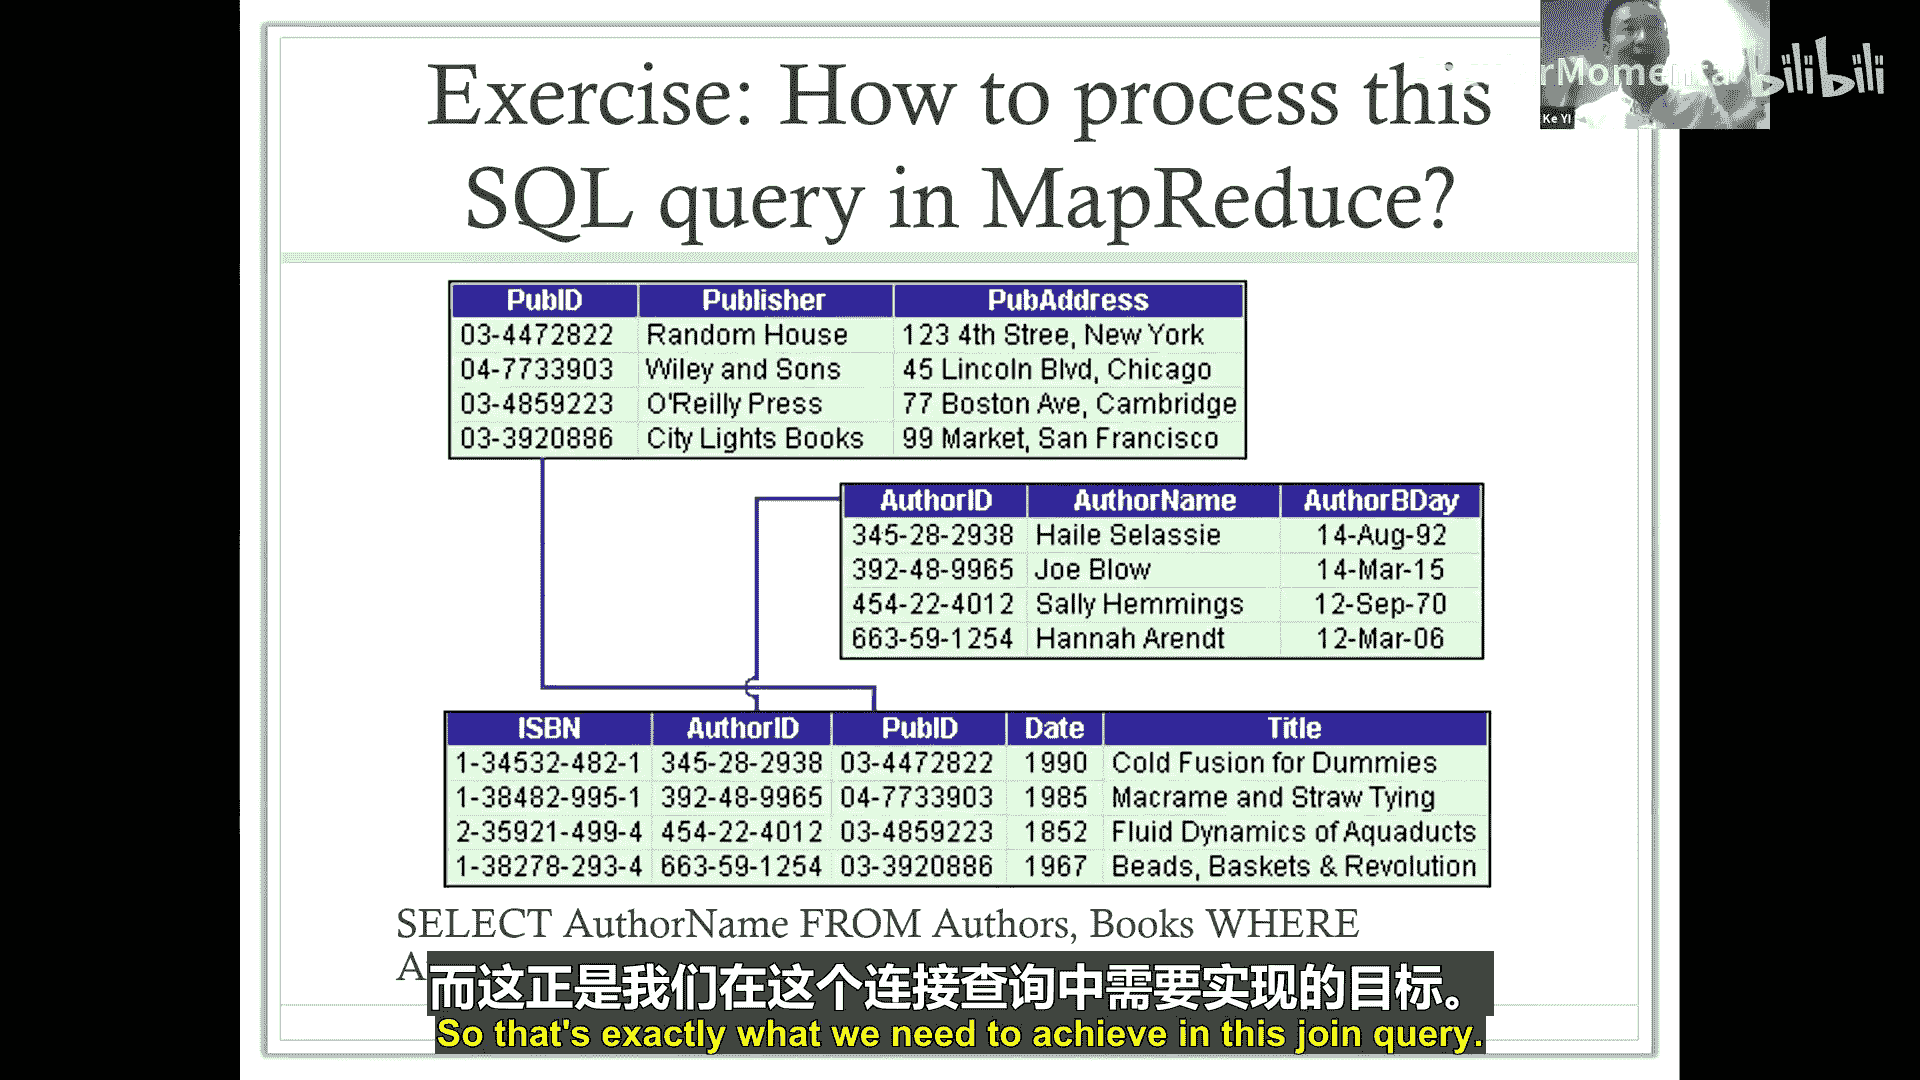 Exercise: How to process this
SQL query in MapReduce?
rMomenta
bilibili
Ke YI
PubID Publisher PubAddress
03-4472822 Random House 123 4th Stree, New York
04-7733903 Wiley and Sons 45 Lincoln Blvd, Chicago
03-4859223 O'Reilly Press 77 Boston Ave, Cambridge
03-3920886 City Lights Books 99 Market, San Francisco
AuthorID AuthorName AuthorBDay
345-28-2938 Haile Selassie 14-Aug-92
392-48-9965 Joe Blow 14-Mar-15
454-22-4012 Sally Hemmings 12-Sep-70
663-59-1254 Hannah Arendt 12-Mar-06
ISBN AuthorID PubID Date Title
1-34532-482-1 345-28-2938 03-4472822 1990 Cold Fusion for Dummies
1-38482-995-1 392-48-9965 04-7733903 1985 Macrame and Straw Tying
2-35921-499-4 454-22-4012 03-4859223 1852 Fluid Dynamics of Aquaducts
1-38278-293-4 663-59-1254 03-3920886 1967 Beads, Baskets & Revolution
SELECT AuthorName FROM Authors, Books WHERE
而这正是我们在这个连接查询中需要实现的目标。
So that's exactly what we need to achieve in this join query.